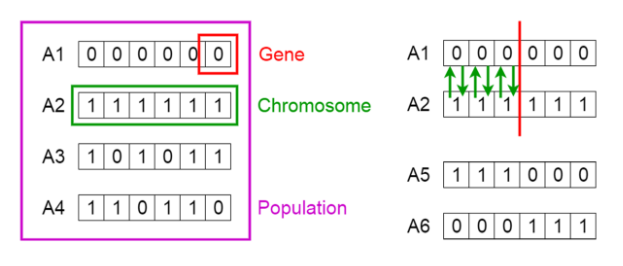 A1 0 0 0 0 0 0 Gene
A2 1 1 1 1 1 1 Chromosome
A3 1 0 1 0 1 1
A4 1 1 0 1 1 0 Population
A1 0 0 0 0 0 0
A2 1 1 1 1 1 1
A5 1 1 1 0 0 0
A6 0 0 0 1 1 1